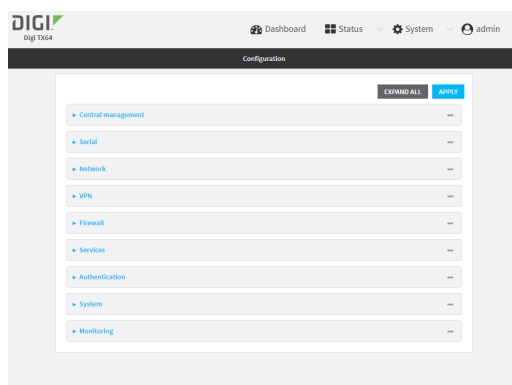 DIGI
Digi TX64
Dashboard Status System admin
Configuration
EXPAND ALL APPLY
Central management
Serial
Network
VPN
Firewall
Services
Authentication
System
Monitoring